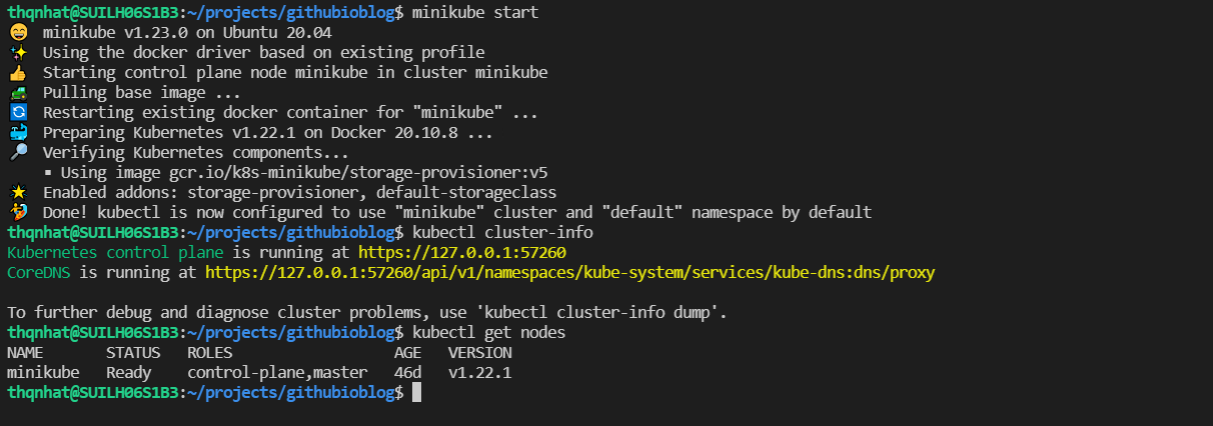 thqnhat@SUILH06S1B3:~/projects/githubioblog$ minikube start
😄 minikube v1.23.0 on Ubuntu 20.04
✨ Using the docker driver based on existing profile
👍 Starting control plane node minikube in cluster minikube
🚜 Pulling base image ...
🔄 Restarting existing docker container for "minikube" ...
🐳 Preparing Kubernetes v1.22.1 on Docker 20.10.8 ...
🔎 Verifying Kubernetes components...
▪ Using image gcr.io/k8s-minikube/storage-provisioner:v5
🌟 Enabled addons: storage-provisioner, default-storageclass
🏄 Done! kubectl is now configured to use "minikube" cluster and "default" namespace by default
thqnhat@SUILH06S1B3:~/projects/githubioblog$ kubectl cluster-info
Kubernetes control plane is running at https://127.0.0.1:57260
CoreDNS is running at https://127.0.0.1:57260/api/v1/namespaces/kube-system/services/kube-dns:dns/proxy
To further debug and diagnose cluster problems, use 'kubectl cluster-info dump'.
thqnhat@SUILH06S1B3:~/projects/githubioblog$ kubectl get nodes
NAME STATUS ROLES AGE VERSION
minikube Ready control-plane,master 46d v1.22.1
thqnhat@SUILH06S1B3:~/projects/githubioblog$